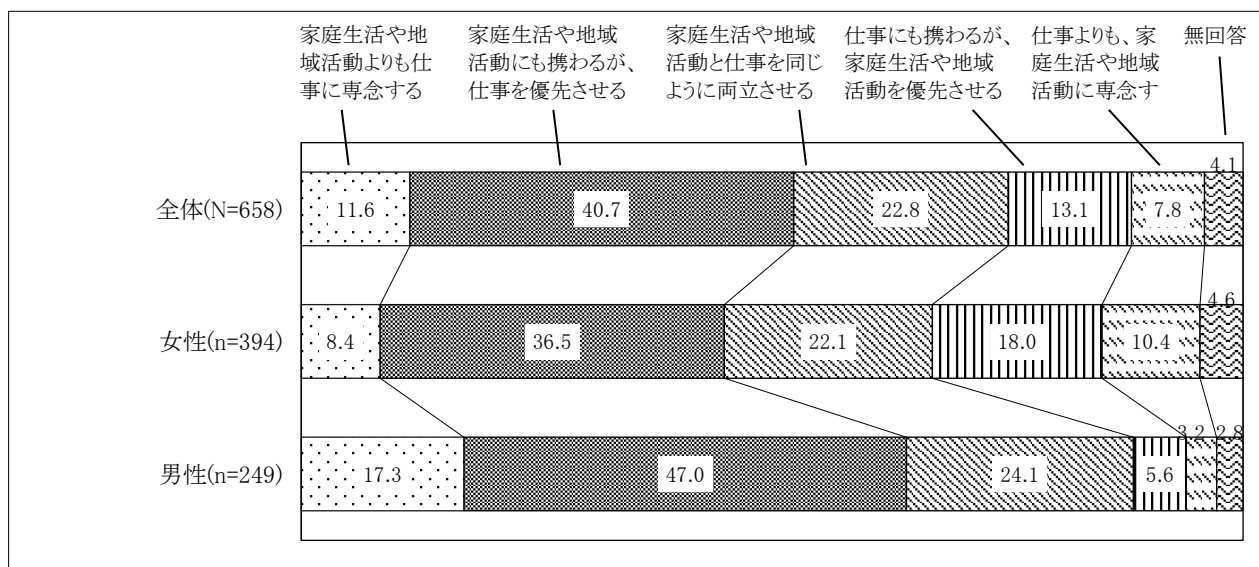 家庭生活や地
域活動よりも仕
事に専念する
家庭生活や地域
活動にも携わるが、
仕事を優先させる
家庭生活や地域
活動と仕事を同じ
ように両立させる
仕事にも携わるが、
家庭生活や地域
活動を優先させる
仕事よりも、家
庭生活や地域
活動に専念す
無回答
全体(N=658)
11.6
40.7
22.8
13.1
7.8
4.1
女性(n=394)
8.4
36.5
22.1
18.0
10.4
4.6
男性(n=249)
17.3
47.0
24.1
5.6
3.2
2.8